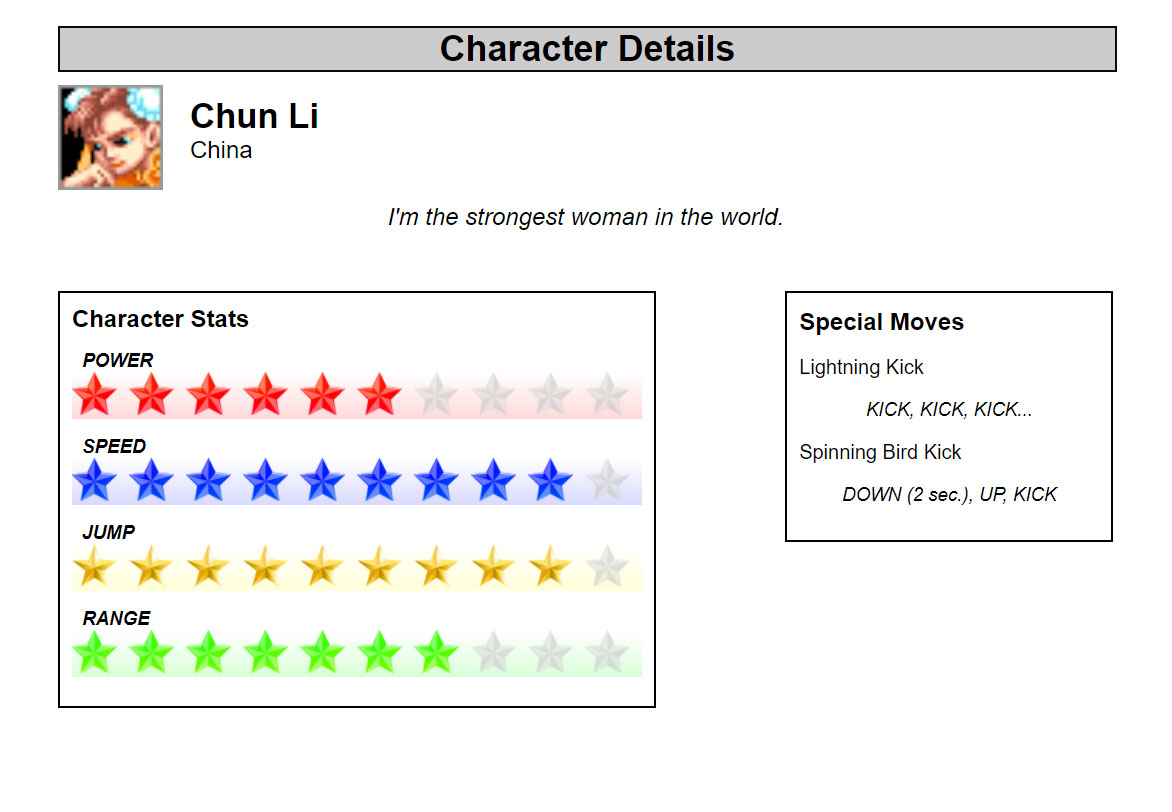 Character Details
Chun Li
China
I'm the strongest woman in the world.
Character Stats
POWER
SPEED
JUMP
RANGE
Special Moves
Lightning Kick
KICK, KICK, KICK...
Spinning Bird Kick
DOWN (2 sec.), UP, KICK